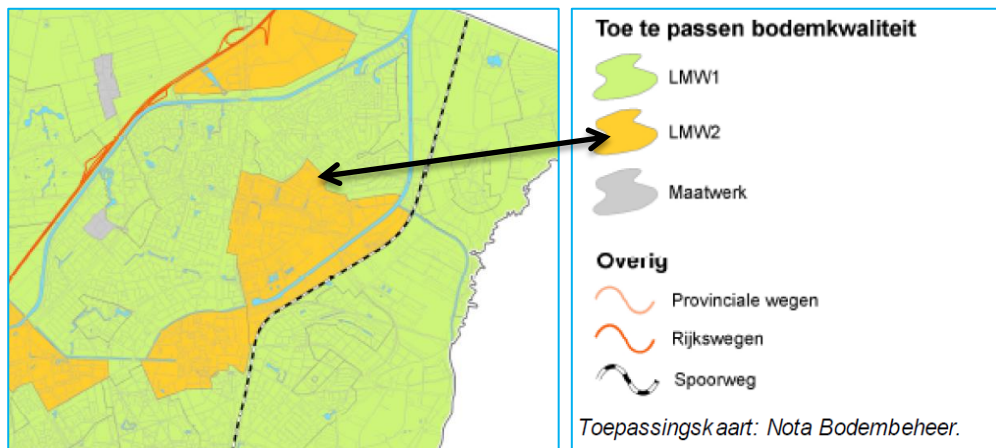 Toe te passen bodemkwaliteit
LMW1
LMW2
Maatwerk
Overig
Provinciale wegen
Rijkswegen
Spoorweg
Toepassingskaart: Nota Bodembeheer.